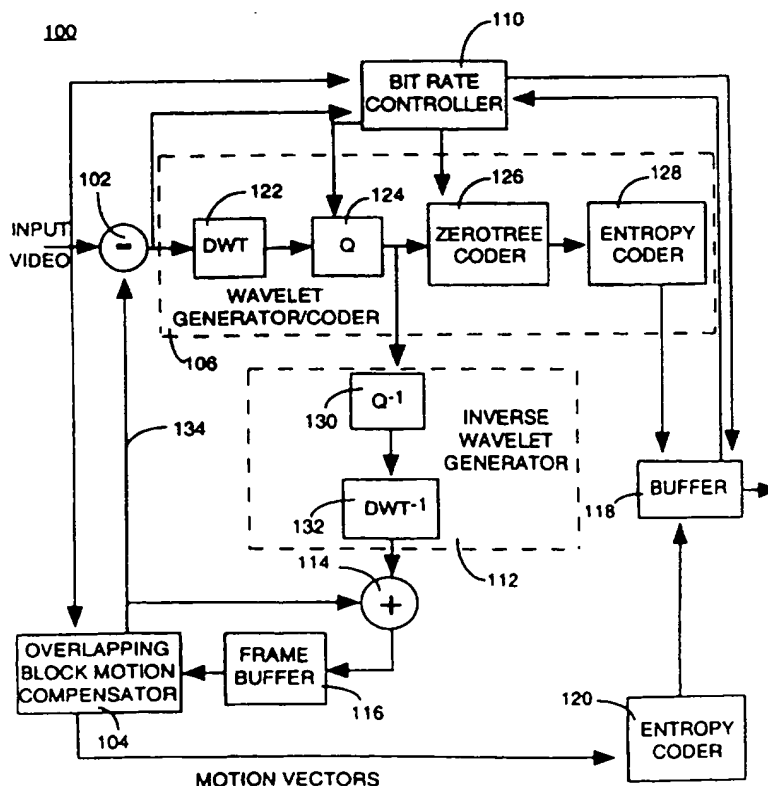 100
110
BIT RATE
CONTROLLER
102
122
124
126
128
INPUT
VIDEO
-
DWT
Q
ZEROTREE
CODER
ENTROPY
CODER
WAVELET
GENERATOR/CODER
106
Q-1
130
INVERSE
WAVELET
GENERATOR
134
BUFFER
118
132
DWT-1
114
112
+
OVERLAPPING
BLOCK MOTION
COMPENSATOR
FRAME
BUFFER
104
116
120
ENTROPY
CODER
MOTION VECTORS